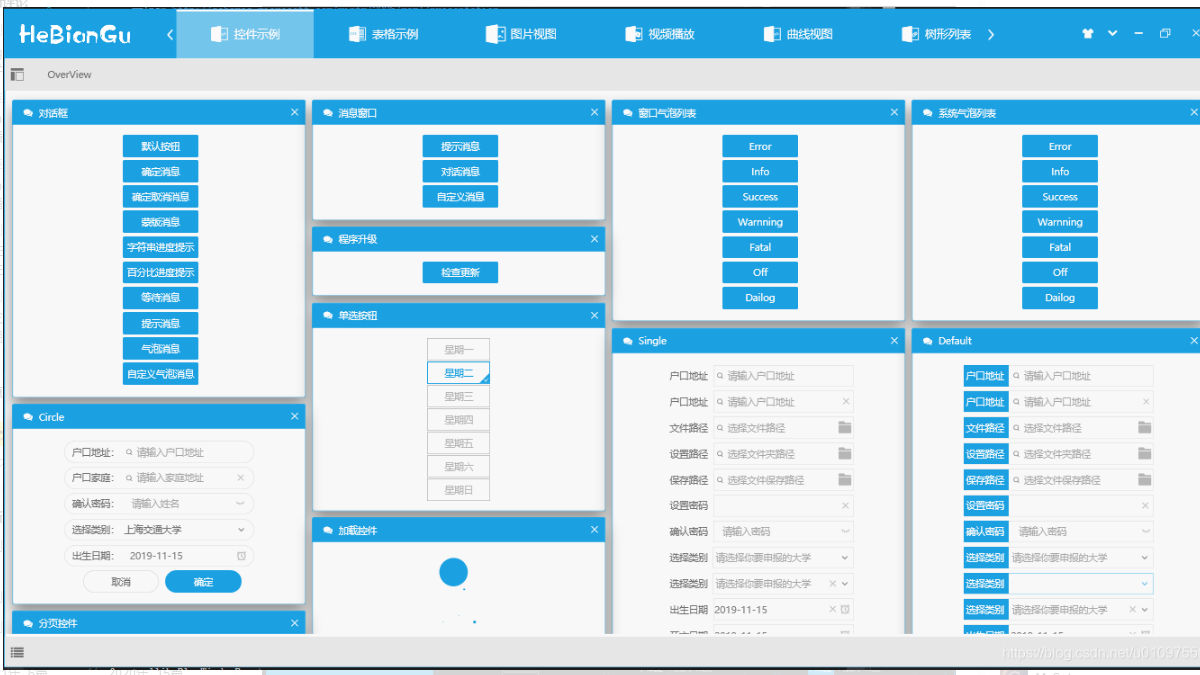 HeBianGu
控件示例
表格示例
图片视图
视频播放
曲线视图
树形列表
OverView
对话框
默认按钮
确定消息
确定取消消息
蒙版消息
字符串进度提示
百分比进度提示
等待消息
提示消息
气泡消息
自定义气泡消息
Circle
户口地址: 请输入户口地址
户口家庭: 请输入家庭地址
确认密码: 请输入姓名
选择类别: 上海交通大学
出生日期: 2019-11-15
取消 确定
分页控件
消息窗口
提示消息
对话消息
自定义消息
程序升级
检查更新
单选按钮
星期一
星期二
星期三
星期四
星期五
星期六
星期日
加载控件
窗口气泡列表
Error
Info
Success
Warnning
Fatal
Off
Dailog
Single
户口地址 请输入户口地址
户口地址 请输入户口地址
文件路径 选择文件路径
设置路径 选择文件夹路径
保存路径 选择文件保存路径
设置密码
确认密码 请输入密码
选择类别 请选择你要申报的大学
选择类别 请选择你要申报的大学
出生日期 2019-11-15
系统气泡列表
Error
Info
Success
Warnning
Fatal
Off
Dailog
Default
户口地址 请输入户口地址
户口地址 请输入户口地址
文件路径 选择文件路径
设置路径 选择文件夹路径
保存路径 选择文件保存路径
设置密码
确认密码 请输入密码
选择类别 请选择你要申报的大学
选择类别
选择类别 请选择你要申报的大学
https://blog.csdn.net/u0109755